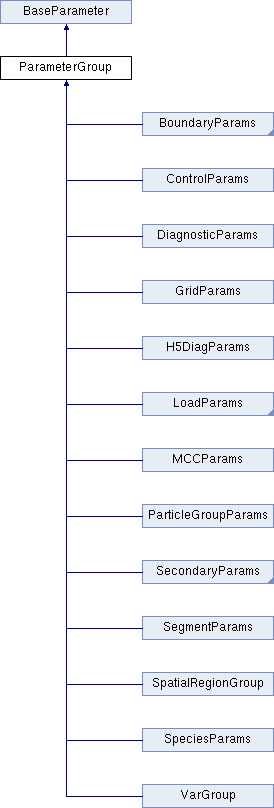 BaseParameter
ParameterGroup
BoundaryParams
ControlParams
DiagnosticParams
GridParams
H5DiagParams
LoadParams
MCCParams
ParticleGroupParams
SecondaryParams
SegmentParams
SpatialRegionGroup
SpeciesParams
VarGroup